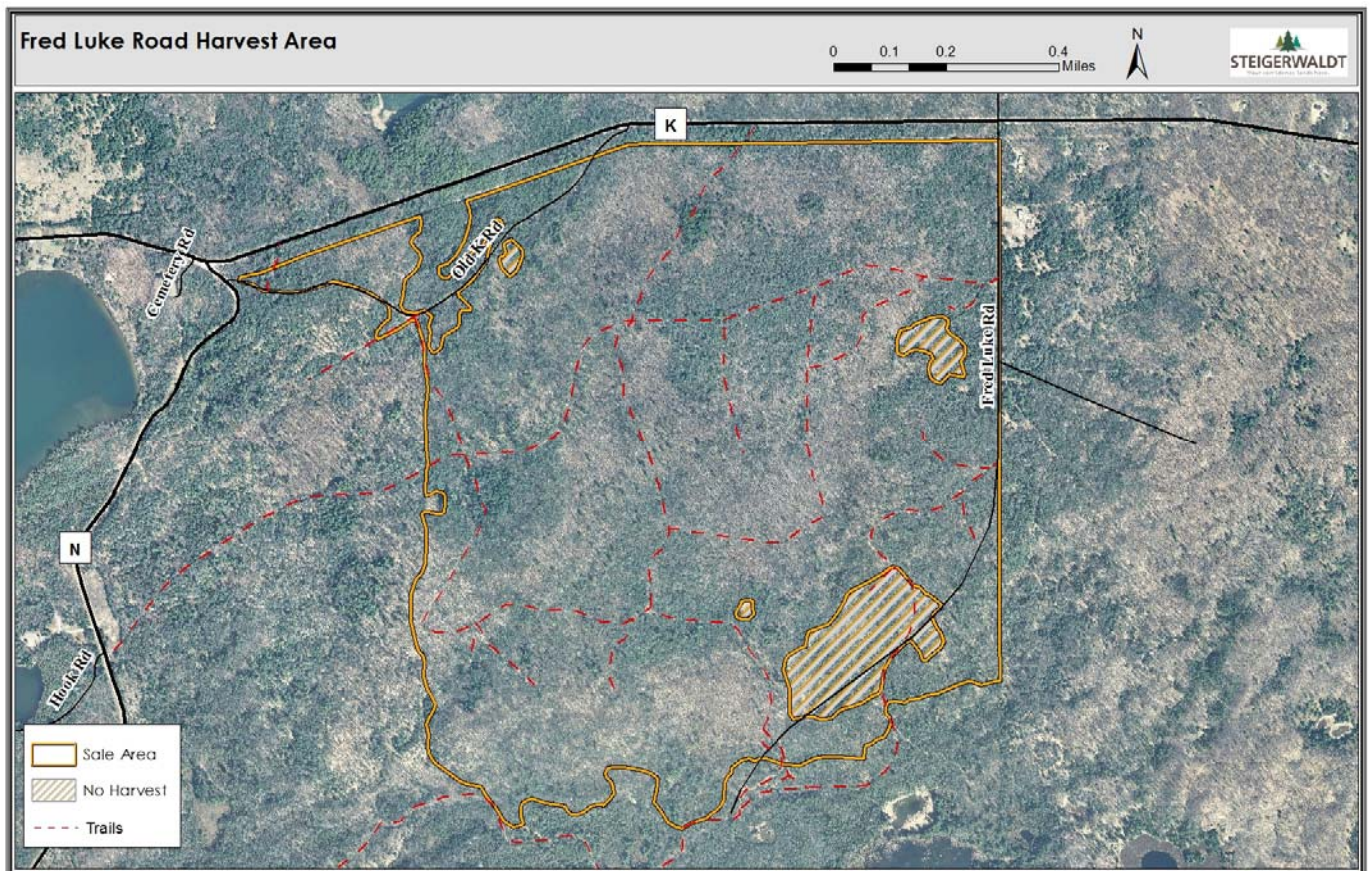 Fred Luke Road Harvest Area
0 0.1 0.2 0.4
Miles
N
STEIGERWALDT
K
Cemetery Rd
Old K Rd
Fred Luke Rd
N
Hook Rd
Sale Area
No Harvest
Trails